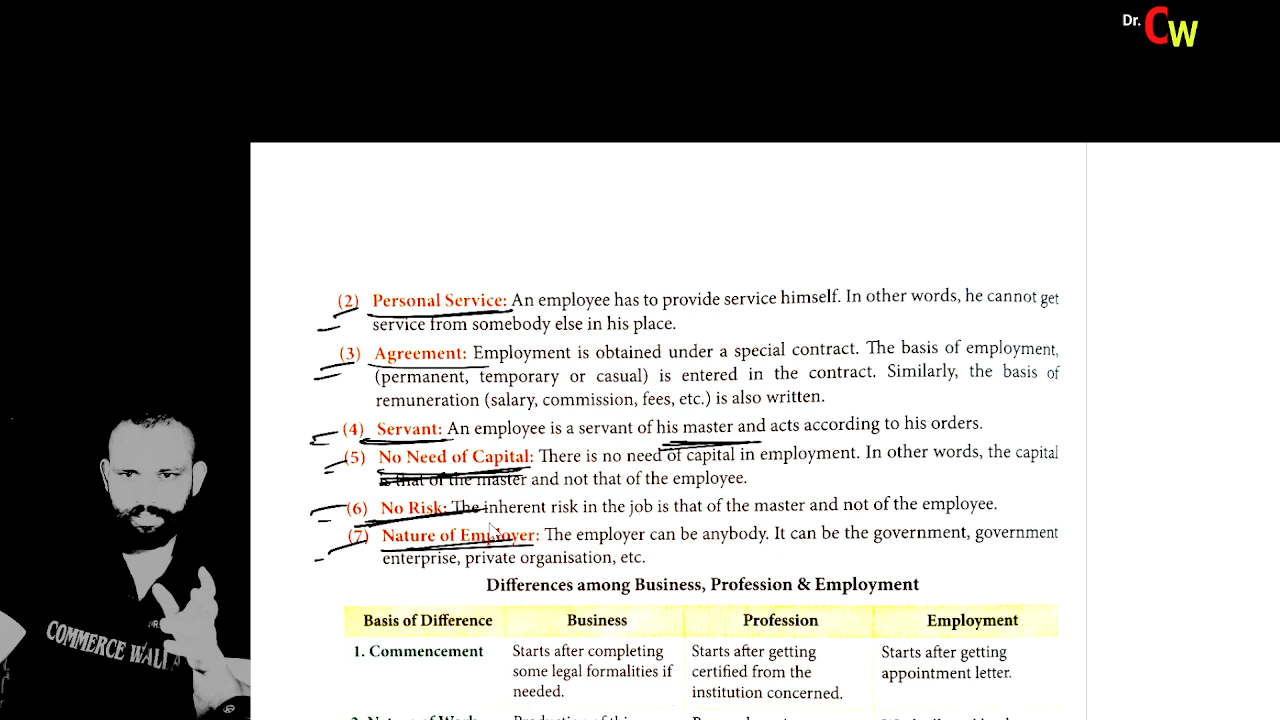 Dr. CW
(2) Personal Service: An employee has to provide service himself. In other words, he cannot get
service from somebody else in his place.
(3) Agreement: Employment is obtained under a special contract. The basis of employment,
(permanent, temporary or casual) is entered in the contract. Similarly, the basis of
remuneration (salary, commission, fees, etc.) is also written.
(4) Servant: An employee is a servant of his master and acts according to his orders.
(5) No Need of Capital: There is no need of capital in employment. In other words, the capital
is that of the master and not that of the employee.
(6) No Risk: The inherent risk in the job is that of the master and not of the employee.
(7) Nature of Employer: The employer can be anybody. It can be the government, government
enterprise, private organisation, etc.
Differences among Business, Profession & Employment
Basis of Difference Business Profession Employment
1. Commencement Starts after completing Starts after getting Starts after getting
some legal formalities if certified from the appointment letter.
needed. institution concerned.
COMMERCE WALL